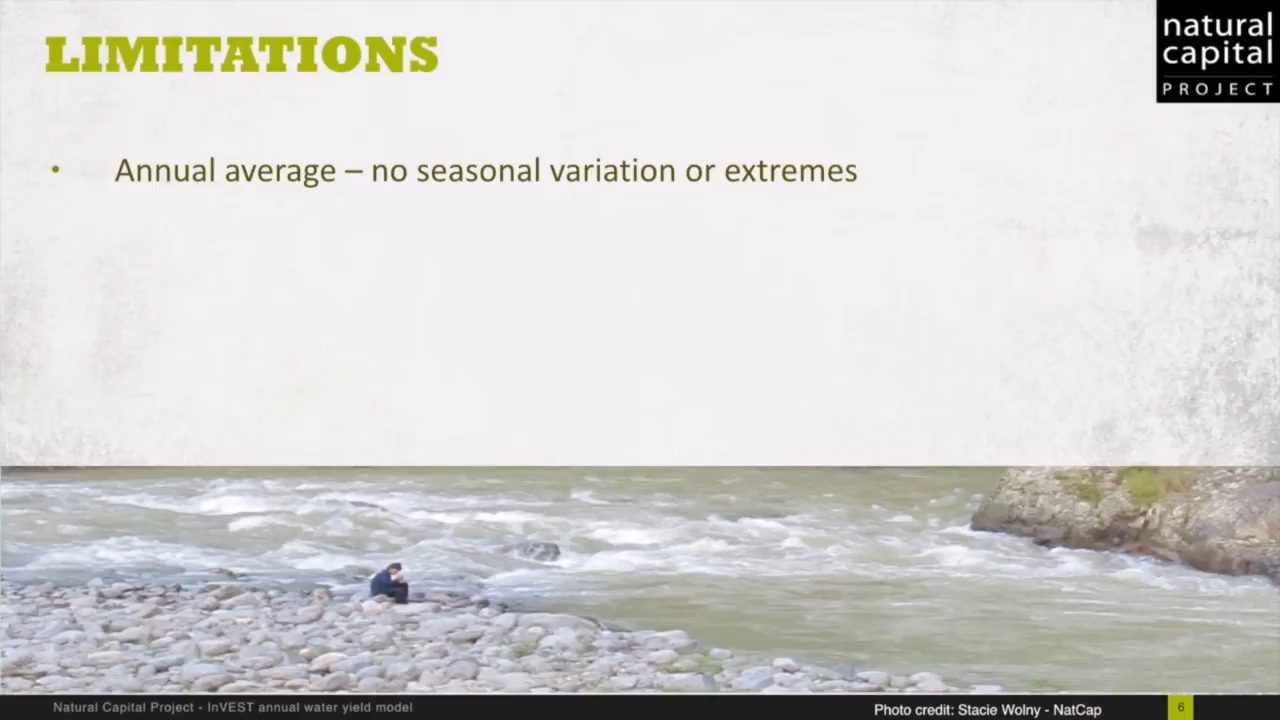 LIMITATIONS
natural
capital
PROJECT
• Annual average – no seasonal variation or extremes
Natural Capital Project - InVEST annual water yield model
Photo credit: Stacie Wolny - NatCap
6